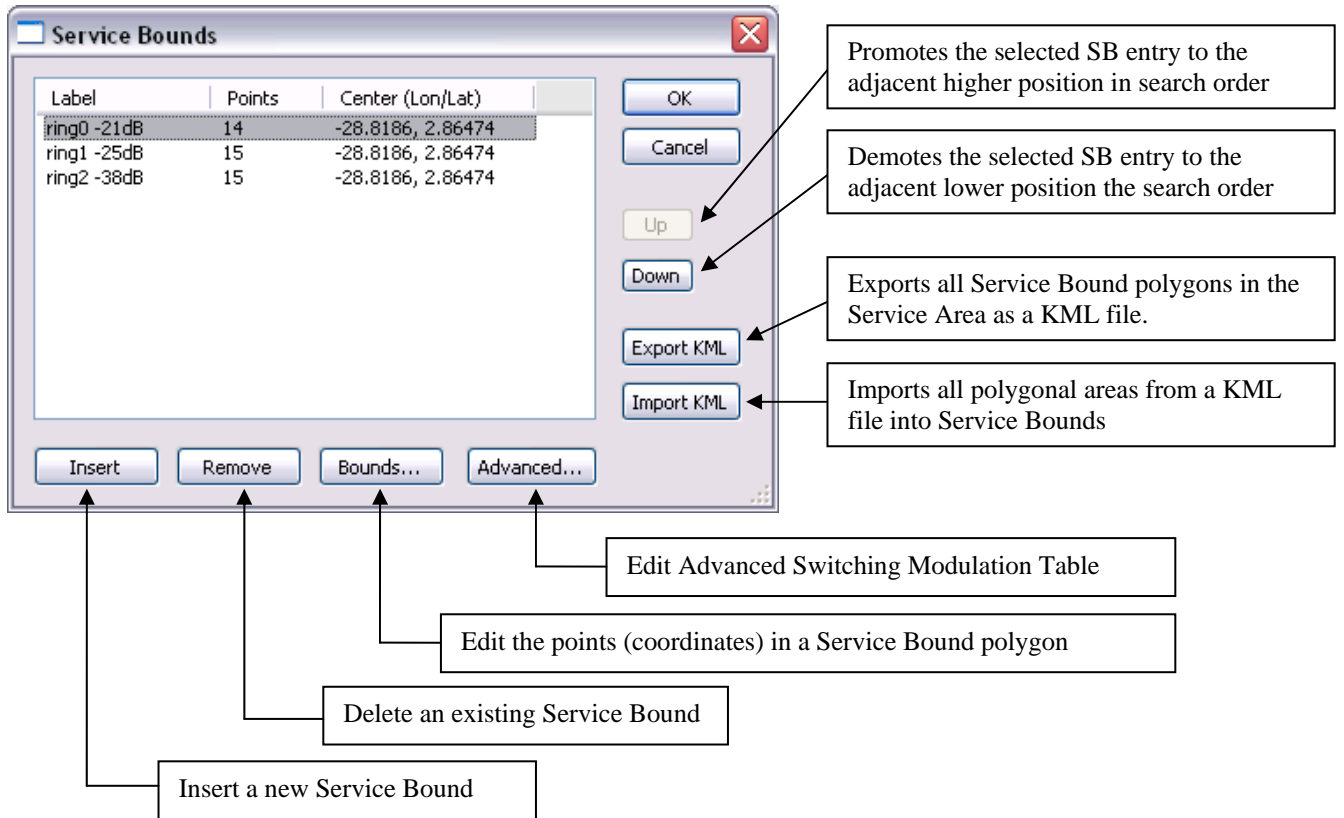 Service Bounds
Label Points Center (Lon/Lat)
ring0 -21dB 14 -28.8186, 2.86474
ring1 -25dB 15 -28.8186, 2.86474
ring2 -38dB 15 -28.8186, 2.86474
OK
Cancel
Up
Down
Export KML
Import KML
Insert Remove Bounds... Advanced...
Promotes the selected SB entry to the
adjacent higher position in search order
Demotes the selected SB entry to the
adjacent lower position the search order
Exports all Service Bound polygons in the
Service Area as a KML file.
Imports all polygonal areas from a KML
file into Service Bounds
Edit Advanced Switching Modulation Table
Edit the points (coordinates) in a Service Bound polygon
Delete an existing Service Bound
Insert a new Service Bound